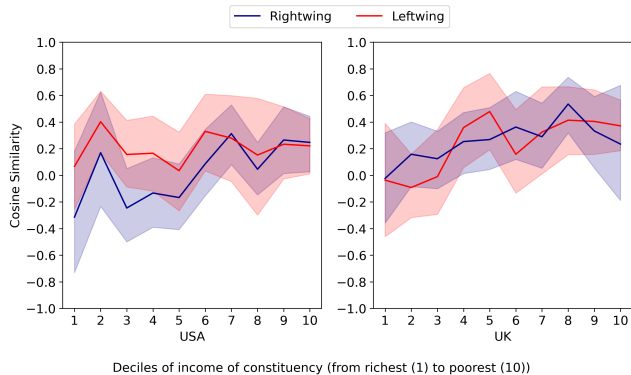 Rightwing Leftwing
Cosine Similarity
1.0 0.8 0.6 0.4 0.2 0.0 −0.2 −0.4 −0.6 −0.8 −1.0
1 2 3 4 5 6 7 8 9 10
USA
1.0 0.8 0.6 0.4 0.2 0.0 −0.2 −0.4 −0.6 −0.8 −1.0
1 2 3 4 5 6 7 8 9 10
UK
Deciles of income of constituency (from richest (1) to poorest (10))